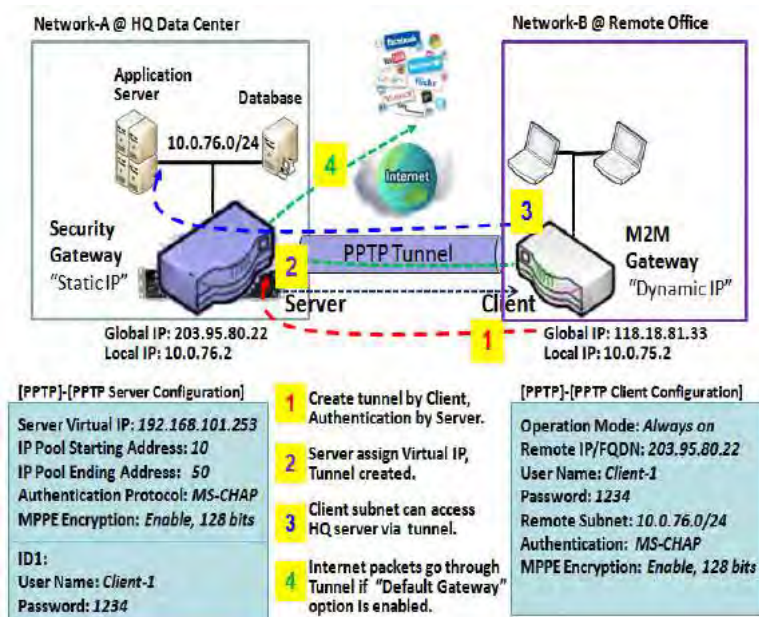 Network-A @ HQ Data Center
Network-B @ Remote Office
Application
Server
Database
10.0.76.0/24
facebook
flickr
Internet
4
3
Security
Gateway
"Static IP"
2
PPTP Tunnel
M2M
Gateway
"Dynamic IP"
Server
Client
1
Global IP: 203.95.80.22
Local IP: 10.0.76.2
Global IP: 118.18.81.33
Local IP: 10.0.75.2
[PPTP]-[PPTP Server Configuration]
Server Virtual IP: 192.168.101.253
IP Pool Starting Address: 10
IP Pool Ending Address: 50
Authentication Protocol: MS-CHAP
MPPE Encryption: Enable, 128 bits
ID1:
User Name: Client-1
Password: 1234
1 Create tunnel by Client,
Authentication by Server.
2 Server assign Virtual IP,
Tunnel created.
3 Client subnet can access
HQ server via tunnel.
4 Internet packets go through
Tunnel if "Default Gateway"
option is enabled.
[PPTP]-[PPTP Client Configuration]
Operation Mode: Always on
Remote IP/FQDN: 203.95.80.22
User Name: Client-1
Password: 1234
Remote Subnet: 10.0.76.0/24
Authentication: MS-CHAP
MPPE Encryption: Enable, 128 bits